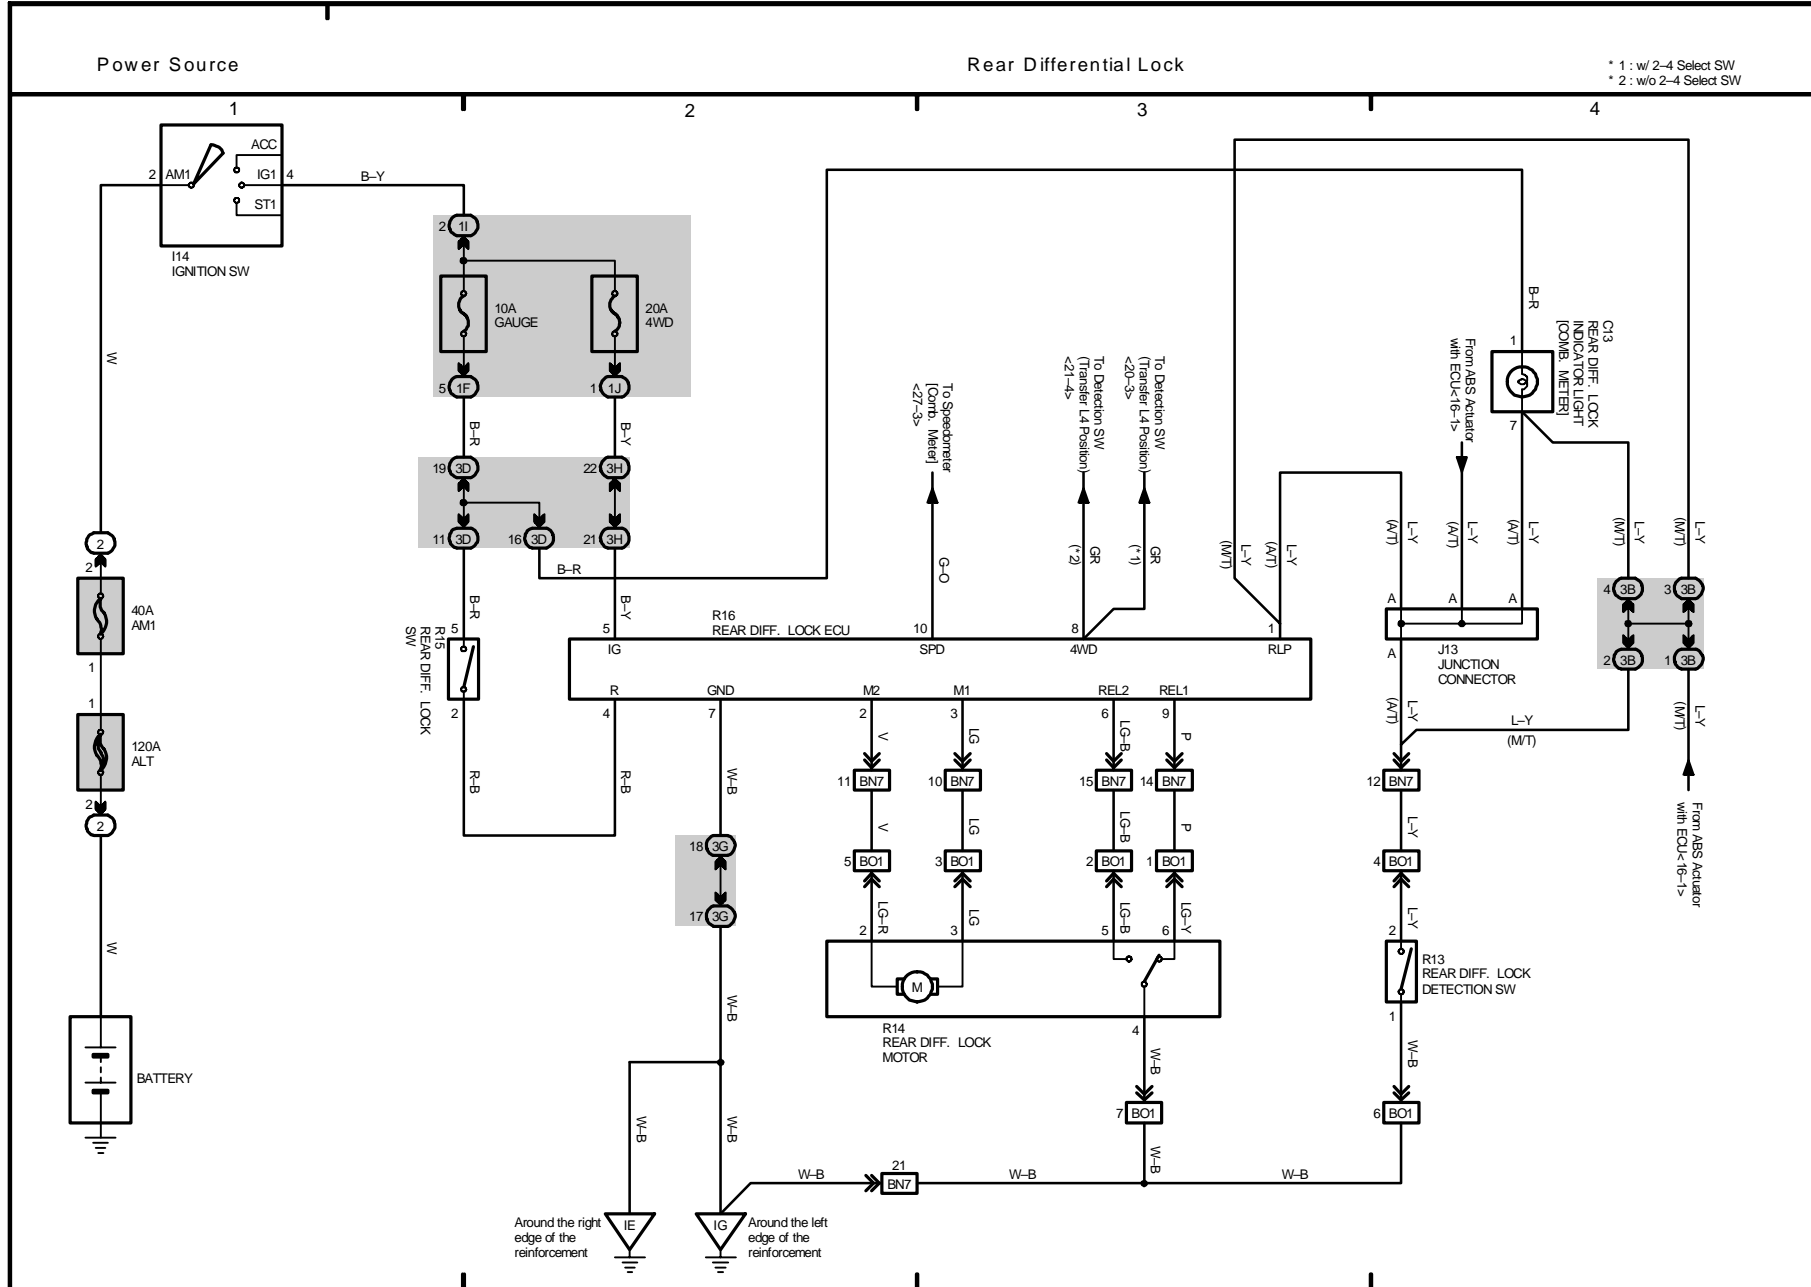 Power Source
Rear Differential Lock
* 1 : w/ 2–4 Select SW
* 2 : w/o 2–4 Select SW
1
2
3
4
2
AM1
ACC
IG1
ST1
4
I14
IGNITION SW
B–Y
W
2
2
40A
AM1
1
1
120A
ALT
2
2
W
BATTERY
2
1I
10A
GAUGE
20A
4WD
5
1F
1
1J
B–R
B–Y
19
3D
22
3H
11
3D
16
3D
21
3H
B–R
B–R
B–Y
5
R15
REAR DIFF. LOCK
SW
2
R–B
R–B
R16
REAR DIFF. LOCK ECU
5
IG
10
SPD
8
4WD
1
RLP
R
4
GND
7
M2
2
M1
3
REL2
6
REL1
9
To Speedometer
[Comb. Meter]
<27–3>
G–O
To Detection SW
(Transfer L4 Position)
<21–4>
GR
(*2)
To Detection SW
(Transfer L4 Position)
<20–3>
GR
(*1)
L–Y
(M/T)
L–Y
(A/T)
B–R
C13
REAR DIFF. LOCK
INDICATOR LIGHT
[COMB. METER]
1
7
From ABS Actuator
with ECU<16–1>
L–Y
(A/T)
L–Y
(A/T)
L–Y
(A/T)
L–Y
(M/T)
L–Y
(M/T)
A
A
A
A
J13
JUNCTION
CONNECTOR
4
3B
3
3B
2
3B
1
3B
L–Y
(A/T)
L–Y
(M/T)
L–Y
(M/T)
From ABS Actuator
with ECU<16–1>
W–B
18
3G
17
3G
W–B
W–B
W–B
V
LG
LG–B
P
11
BN7
10
BN7
15
BN7
14
BN7
12
BN7
V
LG
LG–B
P
L–Y
5
BO1
3
BO1
2
BO1
1
BO1
4
BO1
LG–R
LG
LG–B
LG–Y
L–Y
2
3
5
6
2
M
R14
REAR DIFF. LOCK
MOTOR
4
R13
REAR DIFF. LOCK
DETECTION SW
1
W–B
W–B
7
BO1
6
BO1
W–B
W–B
21
BN7
W–B
W–B
Around the right
edge of the
reinforcement
IE
IG
Around the left
edge of the
reinforcement